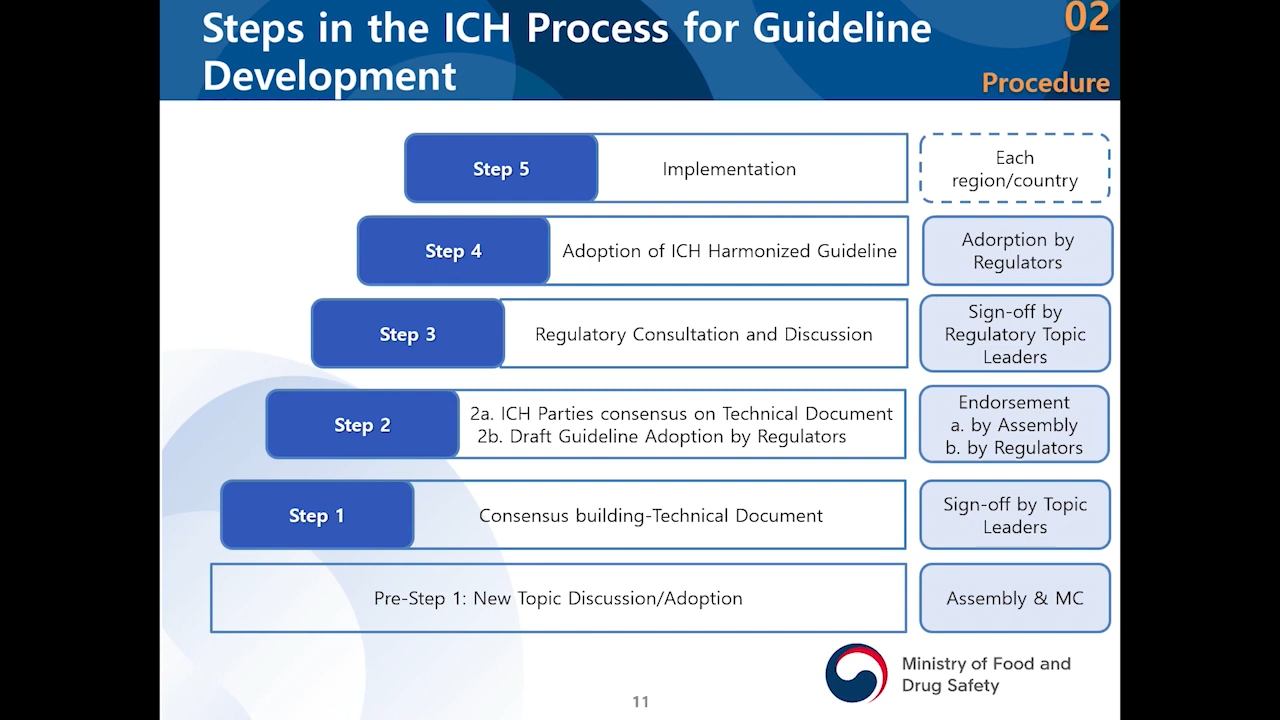 Steps in the ICH Process for Guideline
Development
02
Procedure
Step 5
Implementation
Each
region/country
Step 4
Adoption of ICH Harmonized Guideline
Adorption by
Regulators
Step 3
Regulatory Consultation and Discussion
Sign-off by
Regulatory Topic
Leaders
Step 2
2a. ICH Parties consensus on Technical Document
2b. Draft Guideline Adoption by Regulators
Endorsement
a. by Assembly
b. by Regulators
Step 1
Consensus building-Technical Document
Sign-off by Topic
Leaders
Pre-Step 1: New Topic Discussion/Adoption
Assembly & MC
Ministry of Food and
Drug Safety
11